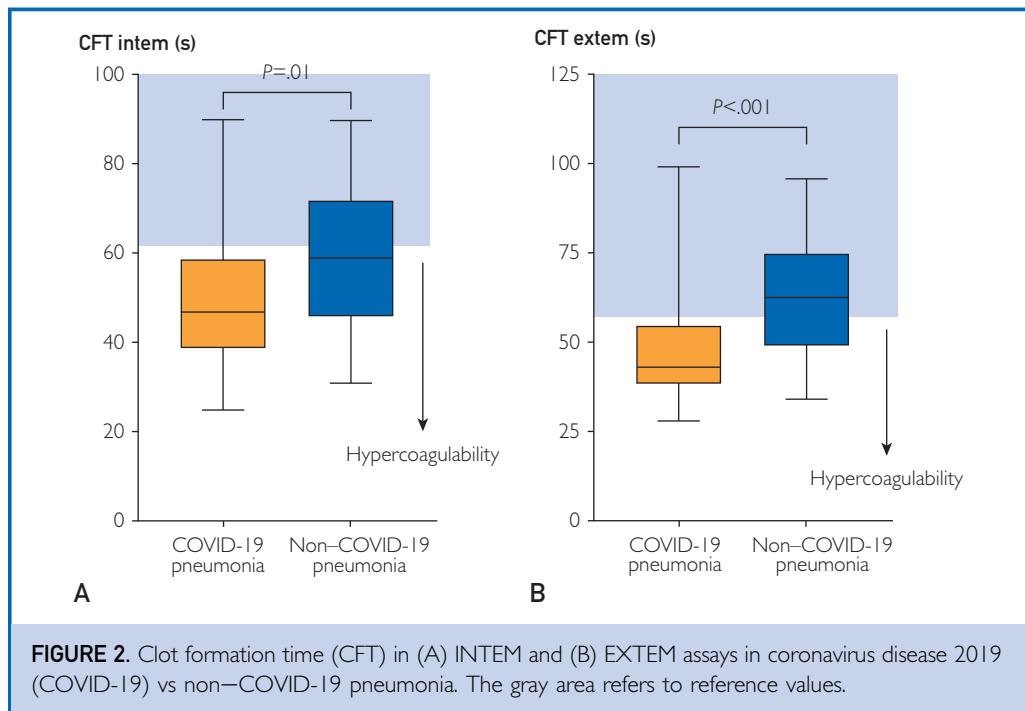 CFT intem (s)
100
80
60
40
20
0
P=.01
Hypercoagulability
COVID-19
pneumonia
Non–COVID-19
pneumonia
A
CFT extem (s)
125
100
75
50
25
0
P<.001
Hypercoagulability
COVID-19
pneumonia
Non–COVID-19
pneumonia
B
FIGURE 2. Clot formation time (CFT) in (A) INTEM and (B) EXTEM assays in coronavirus disease 2019
(COVID-19) vs non–COVID-19 pneumonia. The gray area refers to reference values.